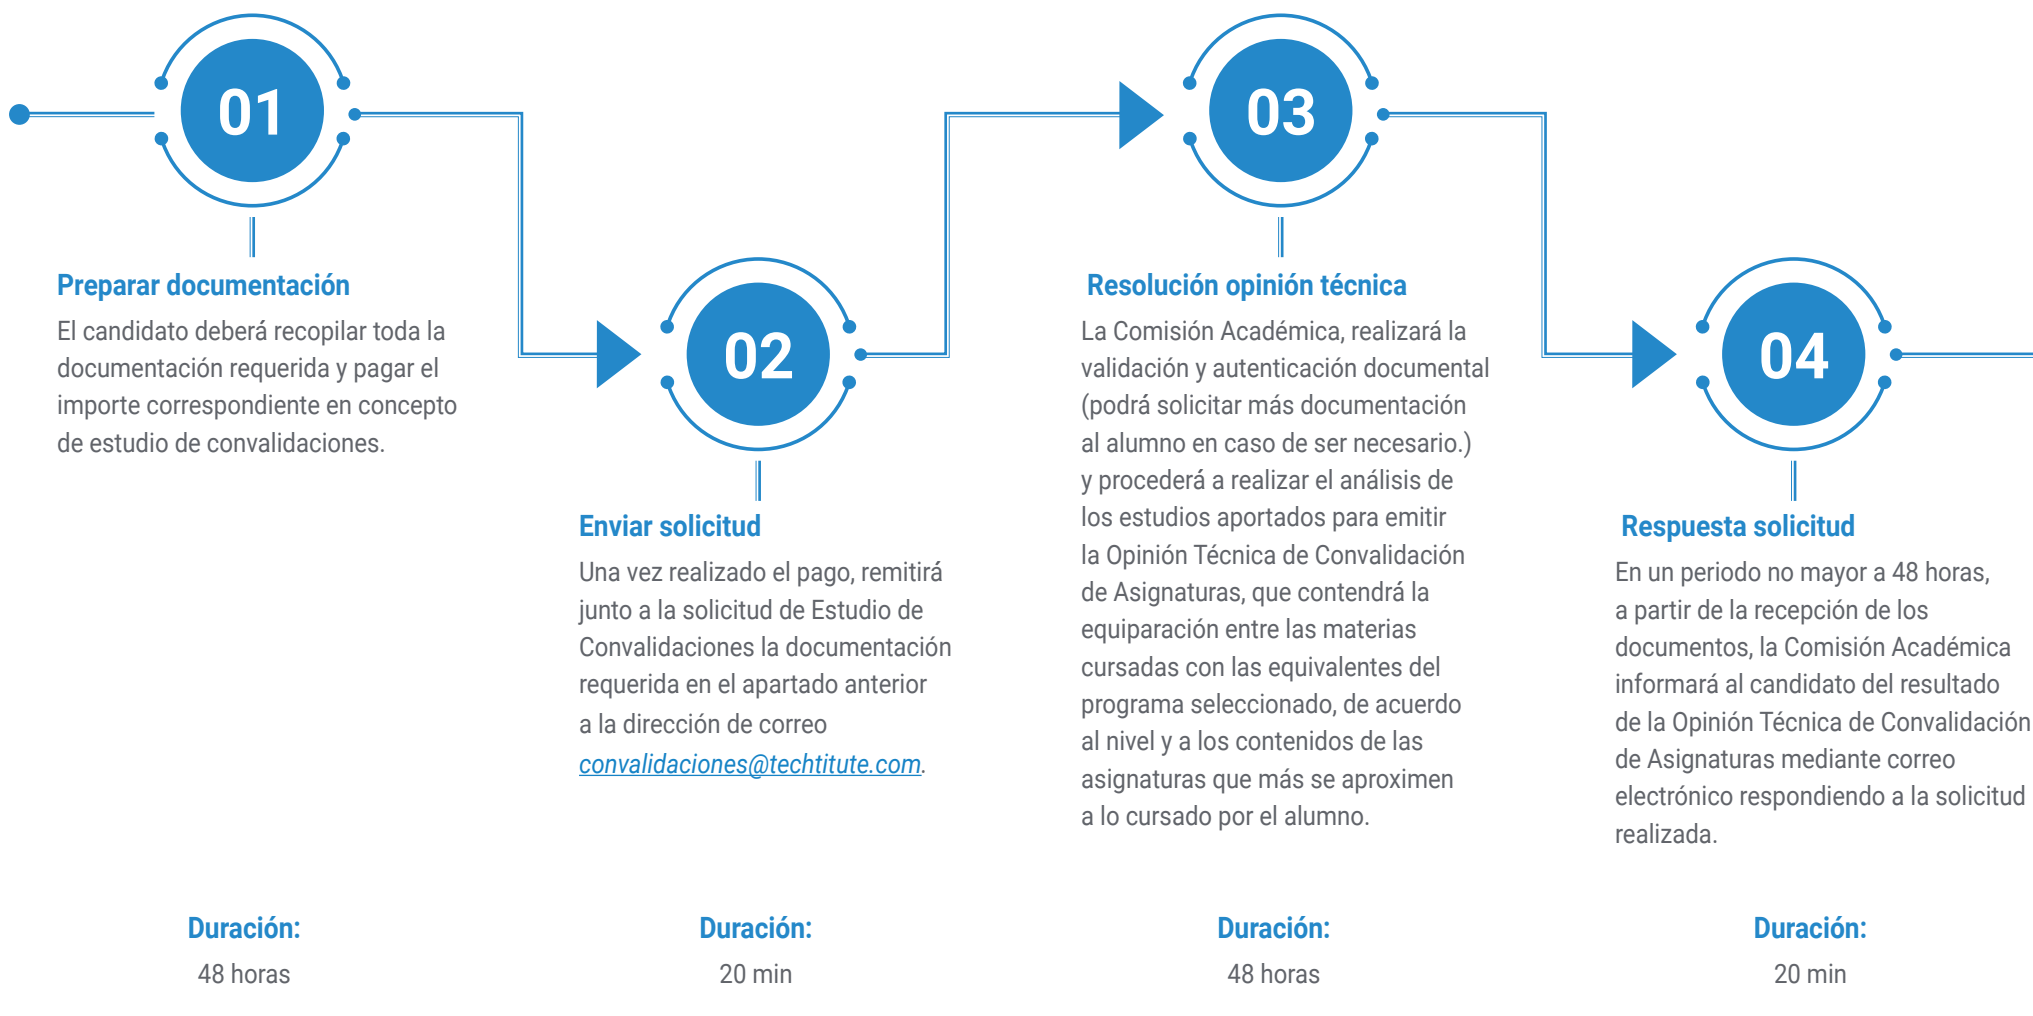 01
Preparar documentación
El candidato deberá recopilar toda la
documentación requerida y pagar el
importe correspondiente en concepto
de estudio de convalidaciones.
Duración:
48 horas
02
Enviar solicitud
Una vez realizado el pago, remitirá
junto a la solicitud de Estudio de
Convalidaciones la documentación
requerida en el apartado anterior
a la dirección de correo
convalidaciones@techtitute.com.
Duración:
20 min
03
Resolución opinión técnica
La Comisión Académica, realizará la
validación y autenticación documental
(podrá solicitar más documentación
al alumno en caso de ser necesario.)
y procederá a realizar el análisis de
los estudios aportados para emitir
la Opinión Técnica de Convalidación
de Asignaturas, que contendrá la
equiparación entre las materias
cursadas con las equivalentes del
programa seleccionado, de acuerdo
al nivel y a los contenidos de las
asignaturas que más se aproximen
a lo cursado por el alumno.
Duración:
48 horas
04
Respuesta solicitud
En un periodo no mayor a 48 horas,
a partir de la recepción de los
documentos, la Comisión Académica
informará al candidato del resultado
de la Opinión Técnica de Convalidación
de Asignaturas mediante correo
electrónico respondiendo a la solicitud
realizada.
Duración:
20 min